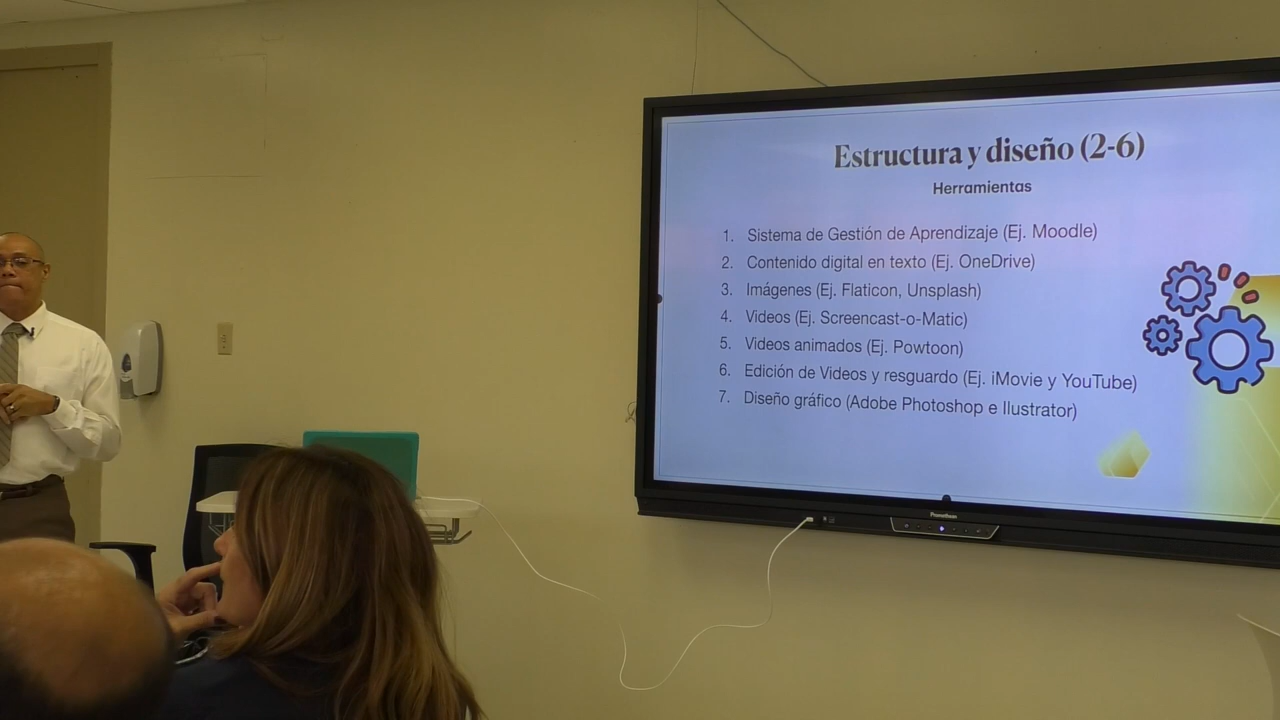 Estructura y diseño (2-6)
Herramientas
1. Sistema de Gestión de Aprendizaje (Ej. Moodle)
2. Contenido digital en texto (Ej. OneDrive)
3. Imágenes (Ej. Flaticon, Unsplash)
4. Videos (Ej. Screencast-o-Matic)
5. Videos animados (Ej. Powtoon)
6. Edición de Videos y resguardo (Ej. iMovie y YouTube)
7. Diseño gráfico (Adobe Photoshop e Ilustrator)
Promethean